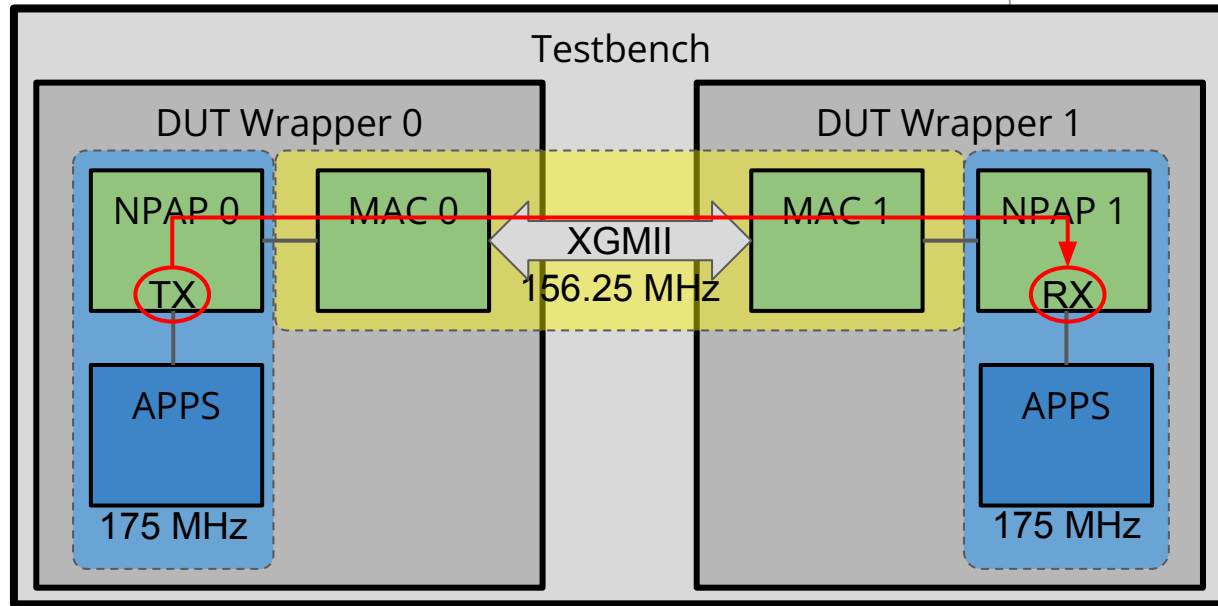 Testbench
DUT Wrapper 0
DUT Wrapper 1
NPAP 0
MAC 0
XGMII
156.25 MHz
MAC 1
NPAP 1
TX
RX
APPS
APPS
175 MHz
175 MHz